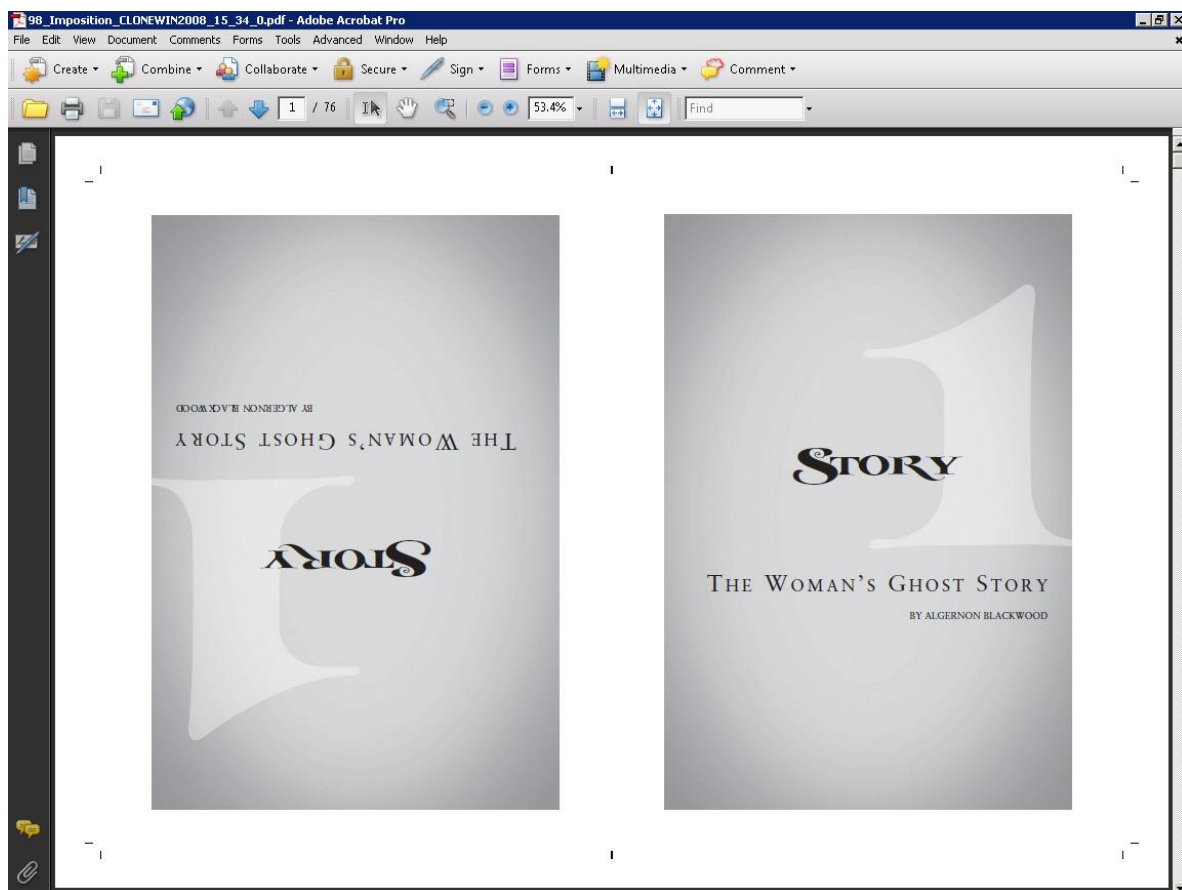 98_Imposition_CLONEWIN2008_15_34_0.pdf - Adobe Acrobat Pro
File Edit View Document Comments Forms Tools Advanced Window Help
Create Combine Collaborate Secure Sign Forms Multimedia Comment
1 / 76 53.4% Find
BY ALGERNON BLACKWOOD
THE WOMAN'S GHOST STORY
1
STORY
1
STORY
THE WOMAN'S GHOST STORY
BY ALGERNON BLACKWOOD